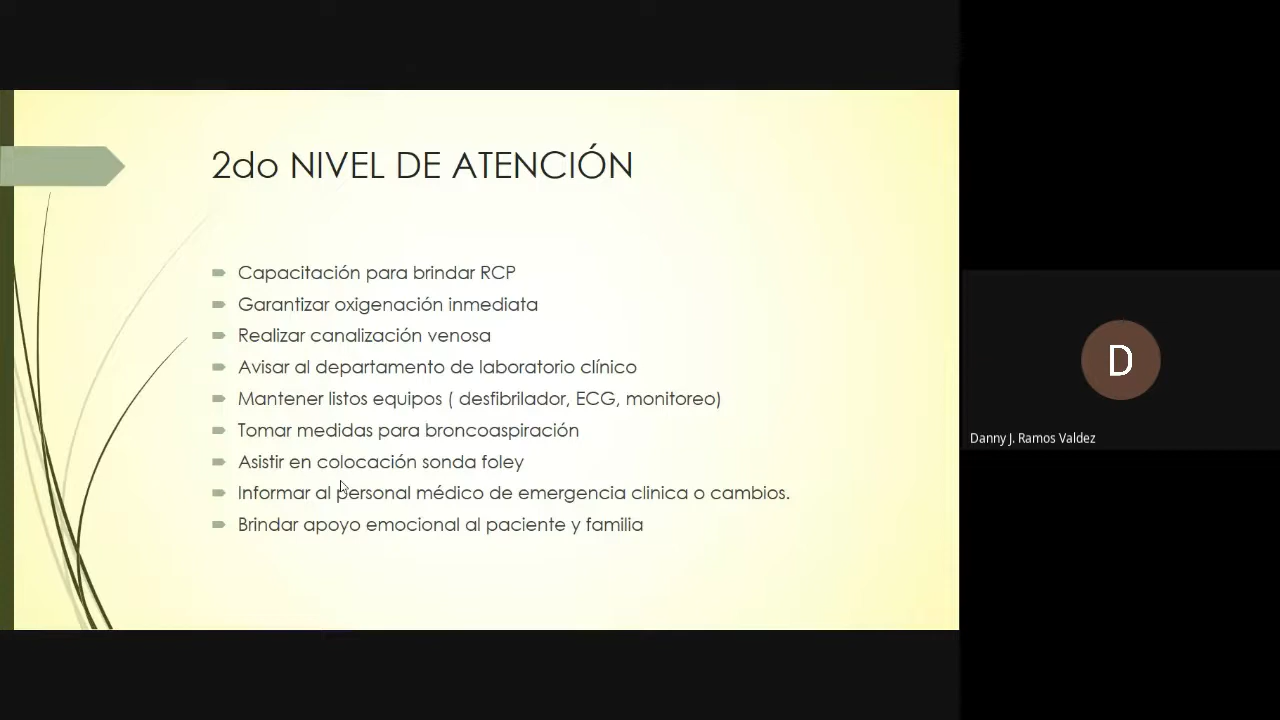 2do NIVEL DE ATENCIÓN
Capacitación para brindar RCP
Garantizar oxigenación inmediata
Realizar canalización venosa
Avisar al departamento de laboratorio clínico
Mantener listos equipos ( desfibrilador, ECG, monitoreo)
Tomar medidas para broncoaspiración
Asistir en colocación sonda foley
Informar al personal médico de emergencia clinica o cambios.
Brindar apoyo emocional al paciente y familia
D
Danny J. Ramos Valdez